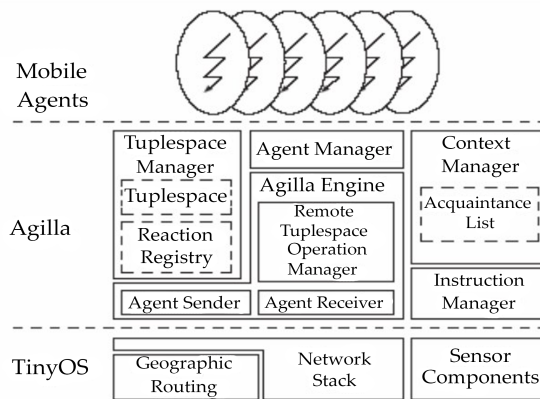 Mobile
Agents
Agilla
Tuplespace
Manager
Tuplespace
Reaction
Registry
Agent Manager
Agilla Engine
Remote
Tuplespace
Operation
Manager
Context
Manager
Acquaintance
List
Agent Sender
Agent Receiver
Instruction
Manager
TinyOS
Geographic
Routing
Network
Stack
Sensor
Components